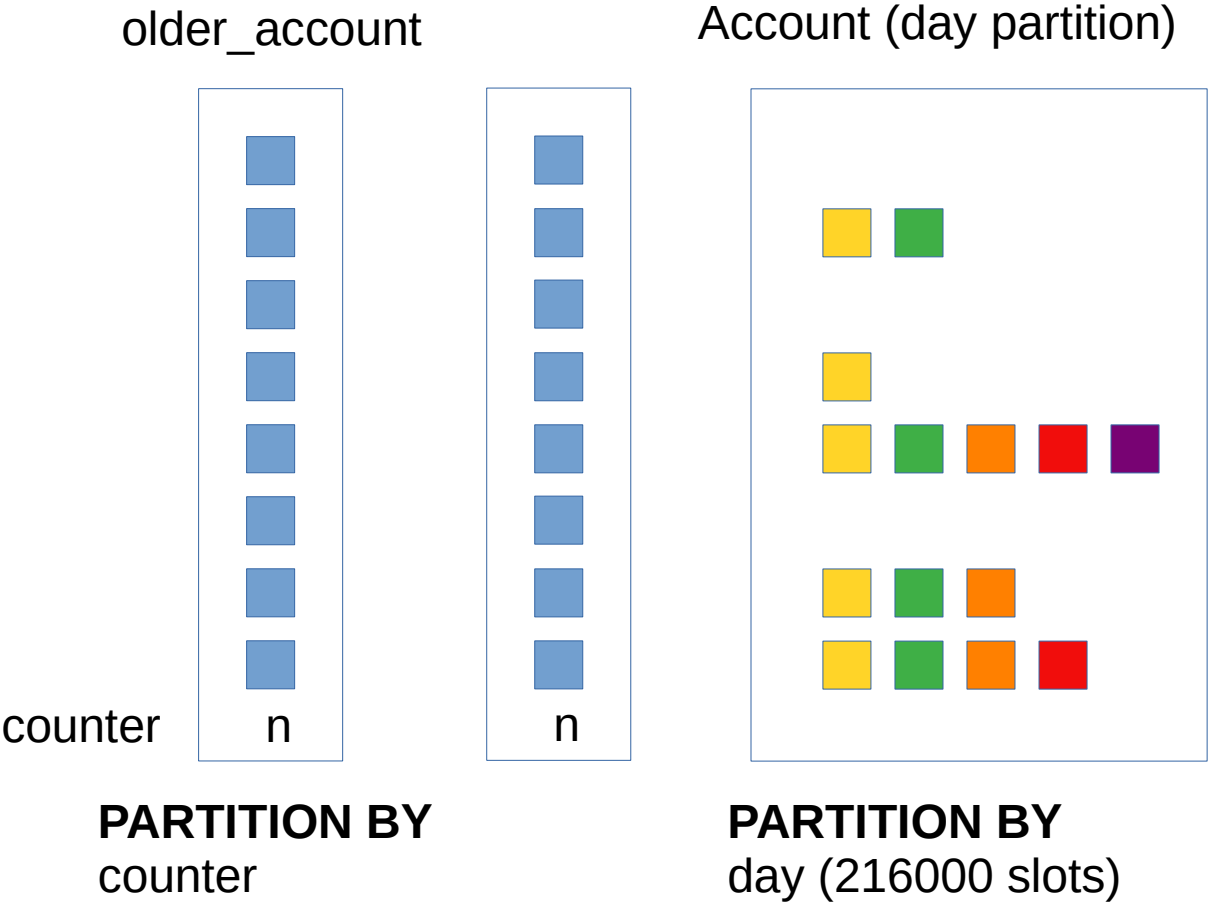 older_account
Account (day partition)
counter n n
PARTITION BY
counter
PARTITION BY
day (216000 slots)